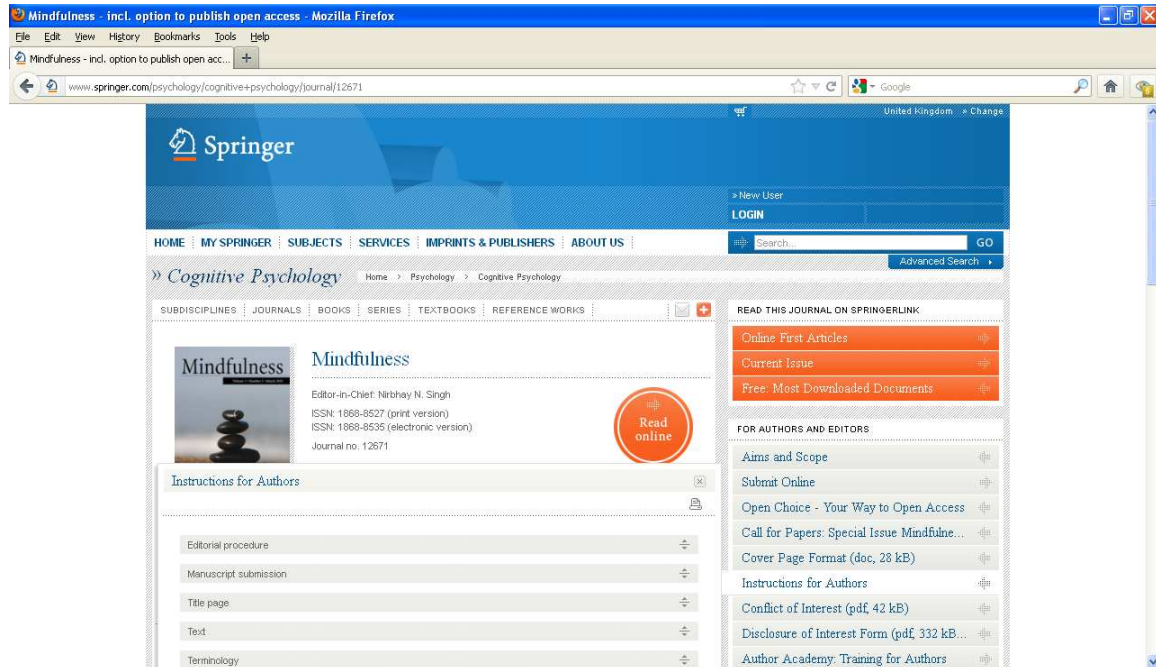 Mindfulness - incl. option to publish open access - Mozilla Firefox
File Edit View History Bookmarks Tools Help
Mindfulness - incl. option to publish open acc... +
www.springer.com/psychology/cognitive+psychology/journal/12671
Google
United Kingdom » Change
Springer
» New User
LOGIN
HOME MY SPRINGER SUBJECTS SERVICES IMPRINTS & PUBLISHERS ABOUT US
Search... GO
Advanced Search
» Cognitive Psychology Home > Psychology > Cognitive Psychology
SUBDISCIPLINES JOURNALS BOOKS SERIES TEXTBOOKS REFERENCE WORKS
Mindfulness
Mindfulness
Editor-in-Chief: Nirbhay N. Singh
ISSN: 1868-8527 (print version)
ISSN: 1868-8535 (electronic version)
Journal no. 12671
Read
online
Instructions for Authors
Editorial procedure
Manuscript submission
Title page
Text
Terminology
READ THIS JOURNAL ON SPRINGERLINK
Online First Articles
Current Issue
Free: Most Downloaded Documents
FOR AUTHORS AND EDITORS
Aims and Scope
Submit Online
Open Choice - Your Way to Open Access
Call for Papers: Special Issue Mindfulne...
Cover Page Format (doc, 28 kB)
Instructions for Authors
Conflict of Interest (pdf, 42 kB)
Disclosure of Interest Form (pdf, 332 kB...
Author Academy: Training for Authors